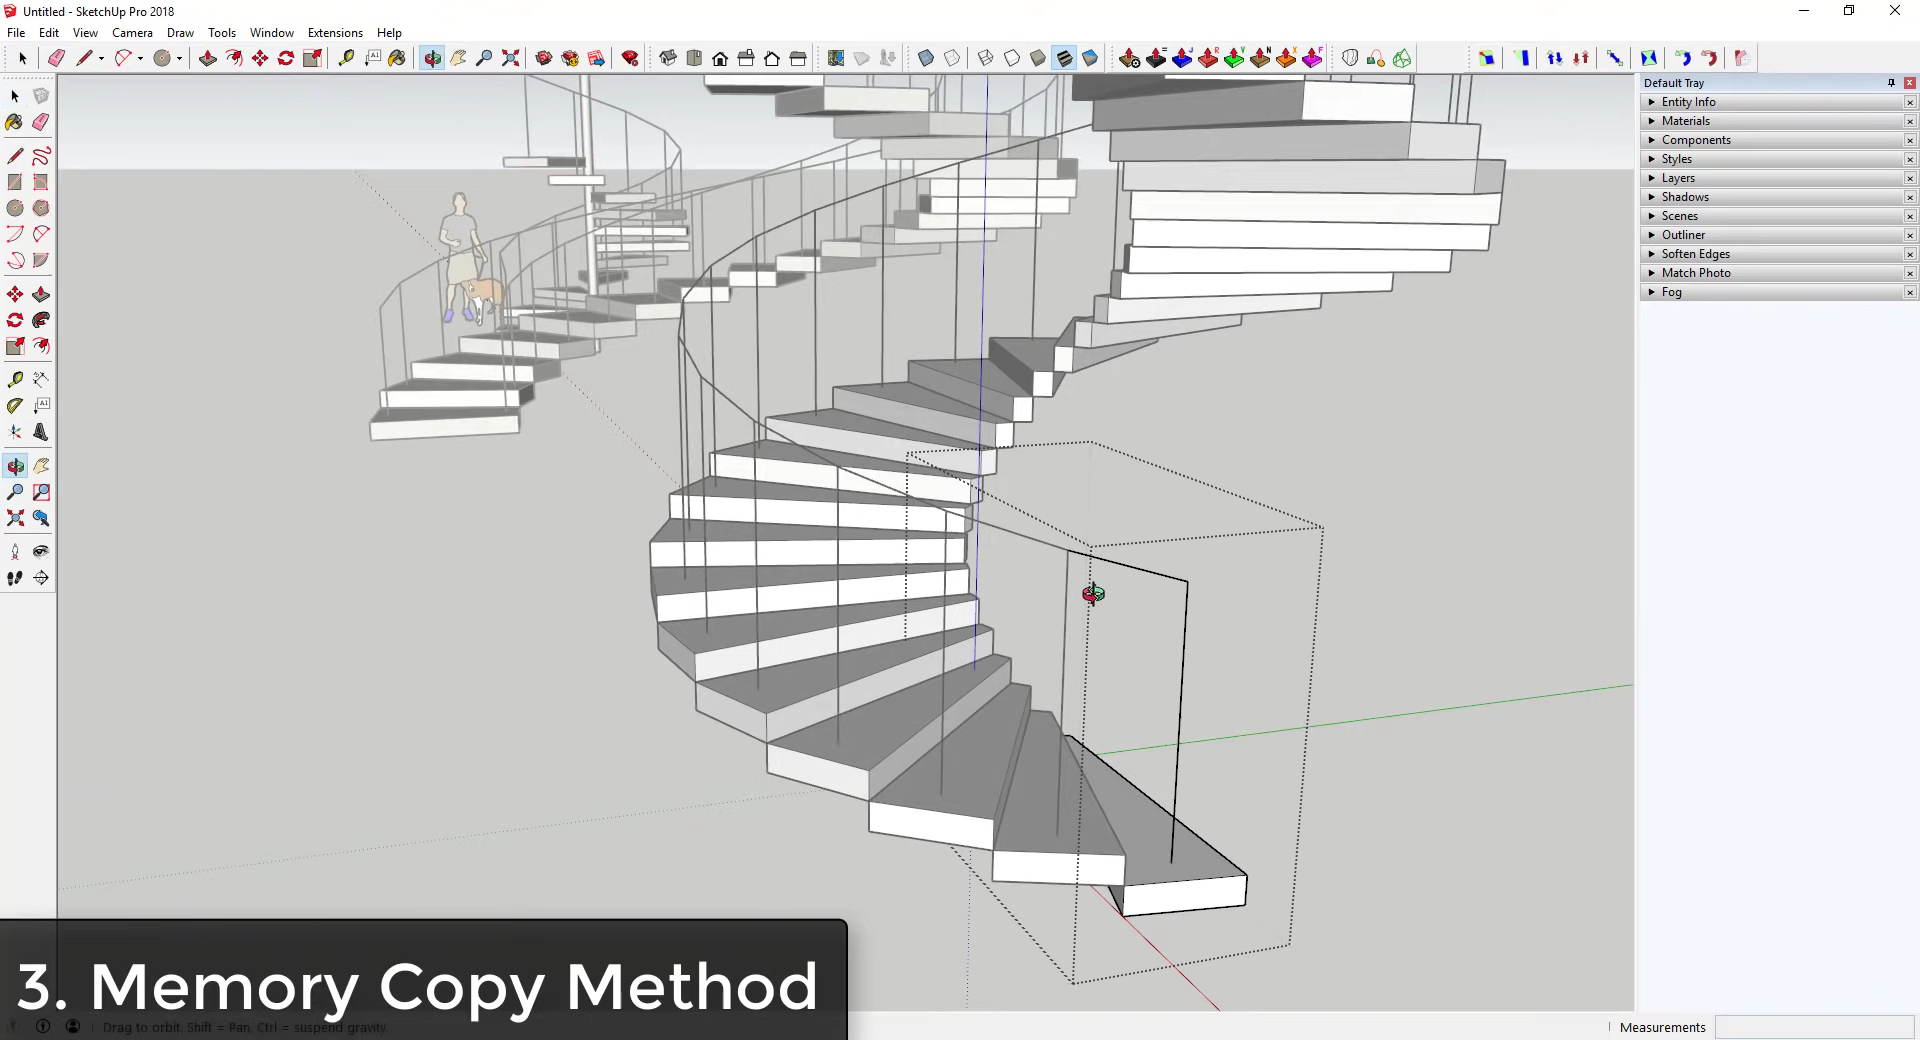 Untitled - SketchUp Pro 2018
File Edit View Camera Draw Tools Window Extensions Help
Default Tray
Entity Info
Materials
Components
Styles
Layers
Shadows
Scenes
Outliner
Soften Edges
Match Photo
Fog
3. Memory Copy Method
Drag to orbit. Shift = Pan, Ctrl = suspend gravity.
Measurements